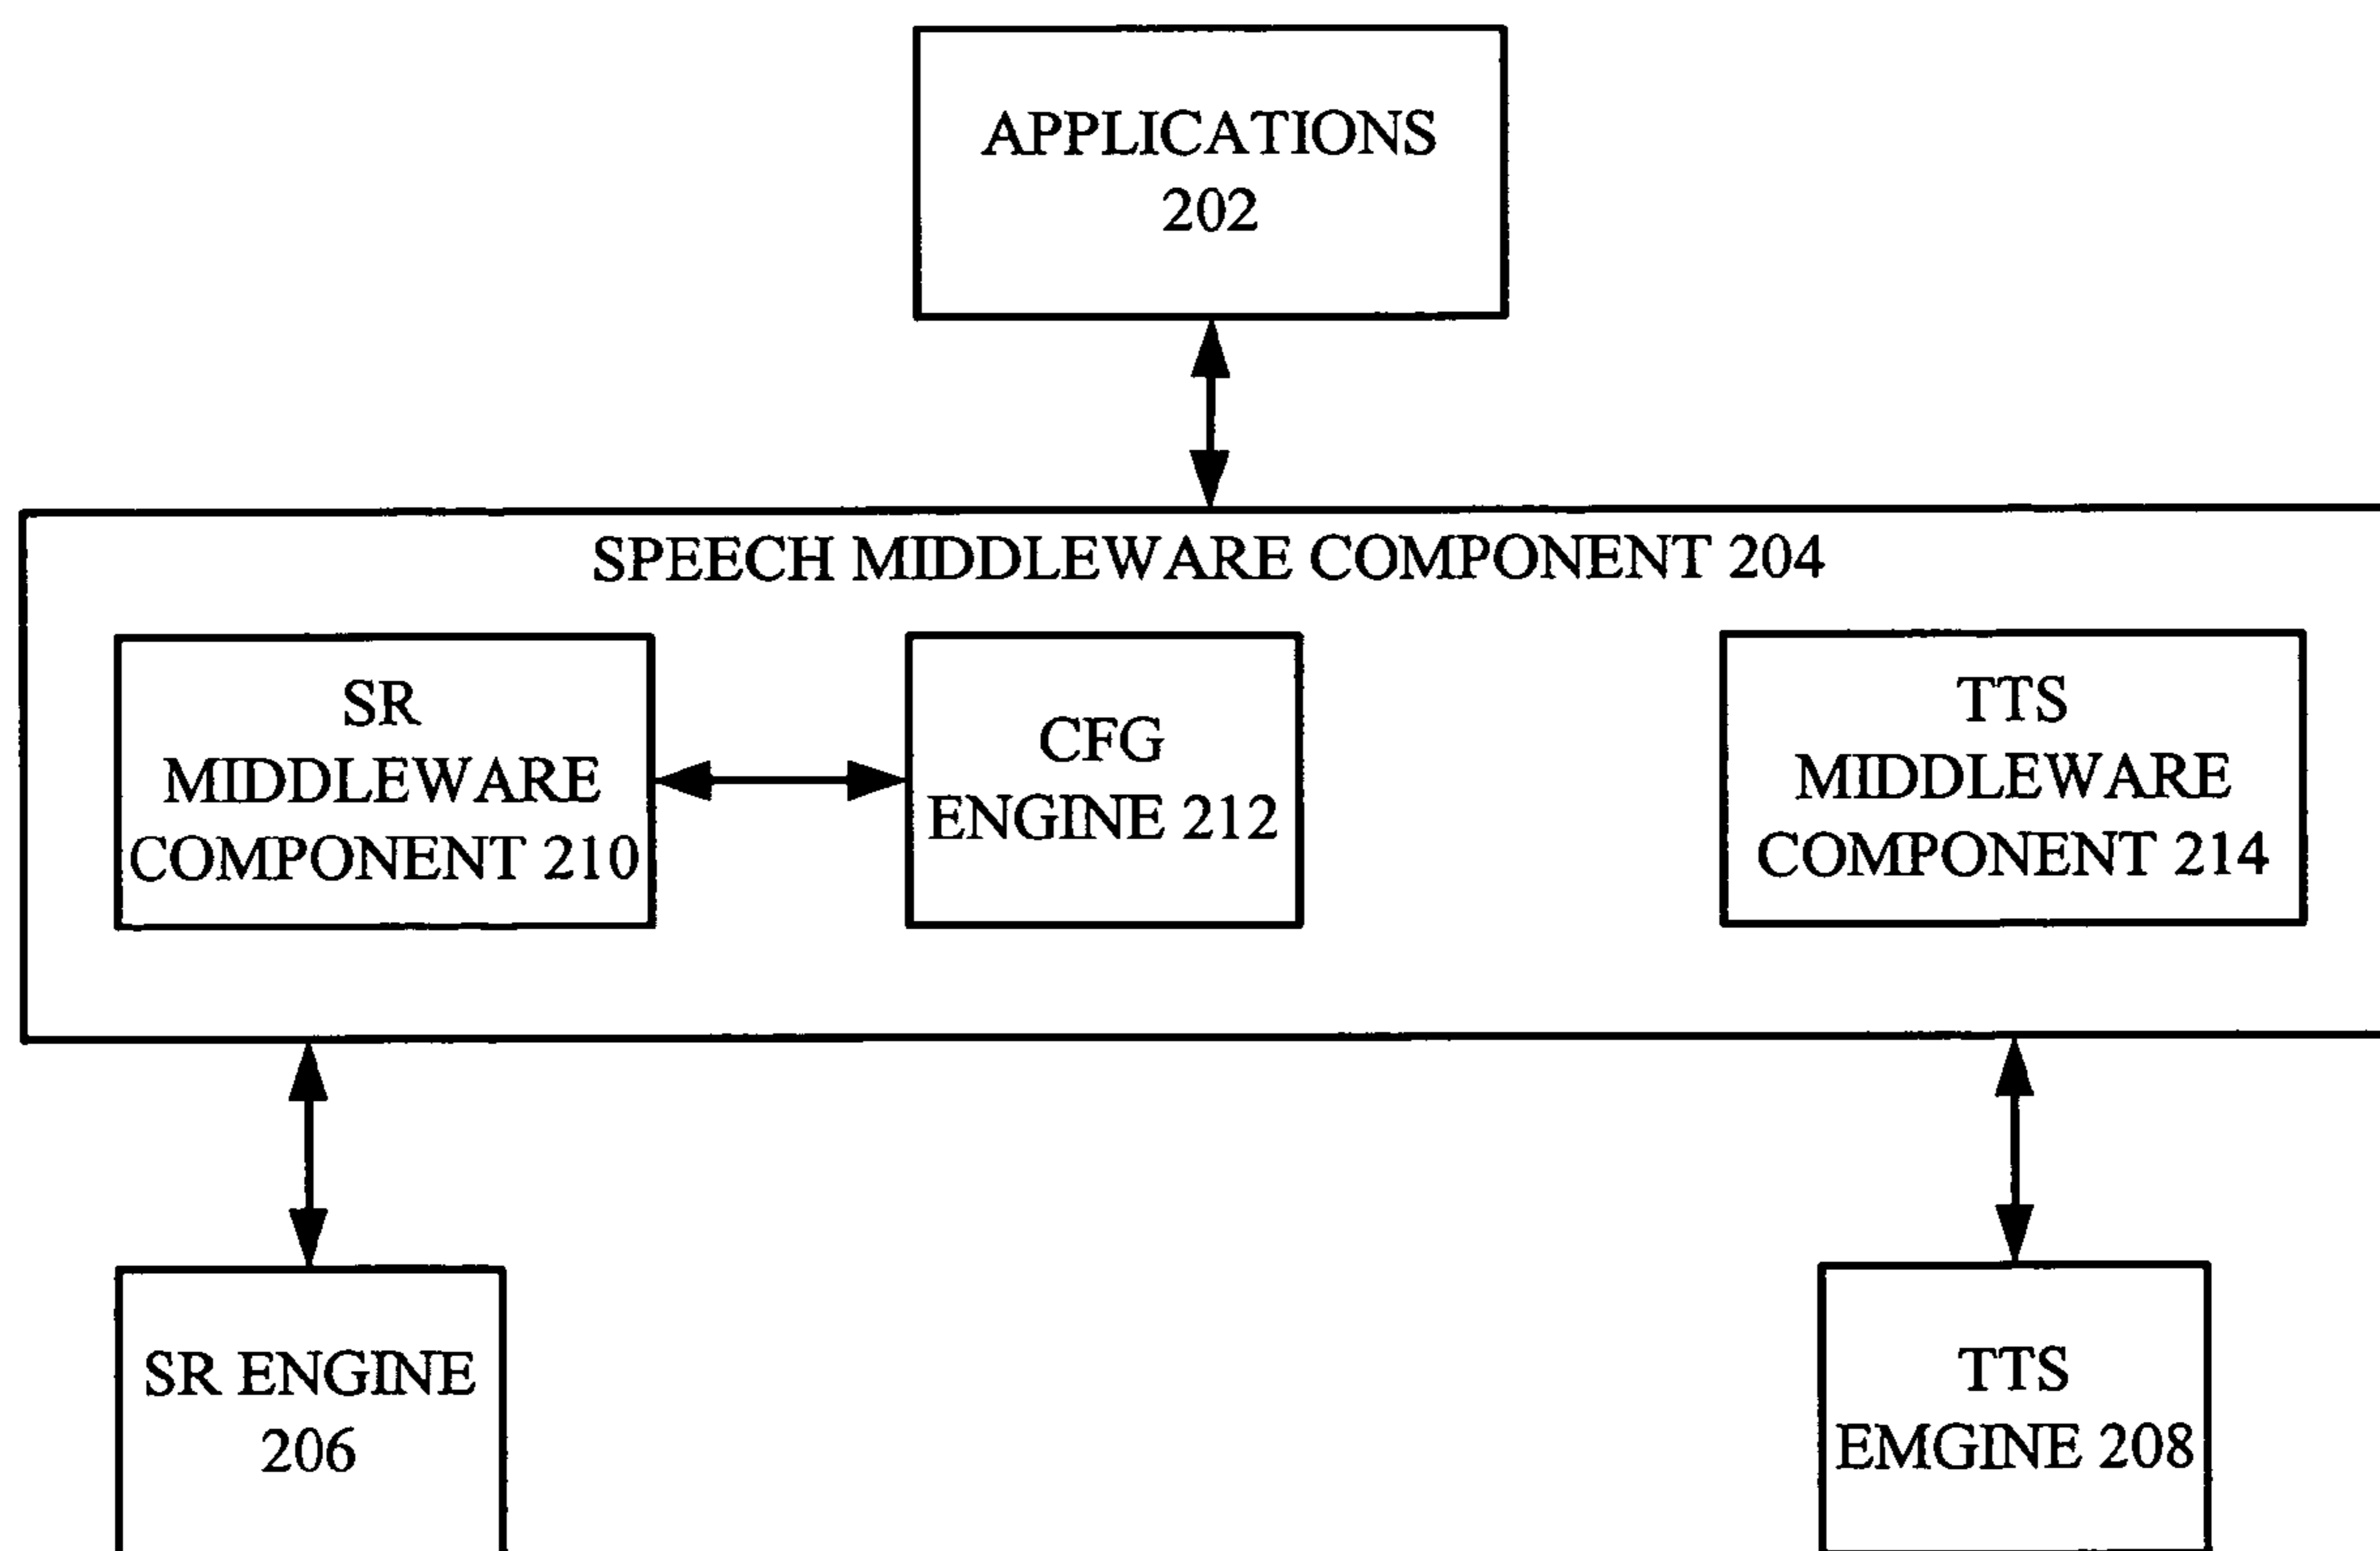 APPLICATIONS
202
SPEECH MIDDLEWARE COMPONENT 204
SR
MIDDLEWARE
COMPONENT 210
CFG
ENGINE 212
TTS
MIDDLEWARE
COMPONENT 214
SR ENGINE
206
TTS
EMGINE 208